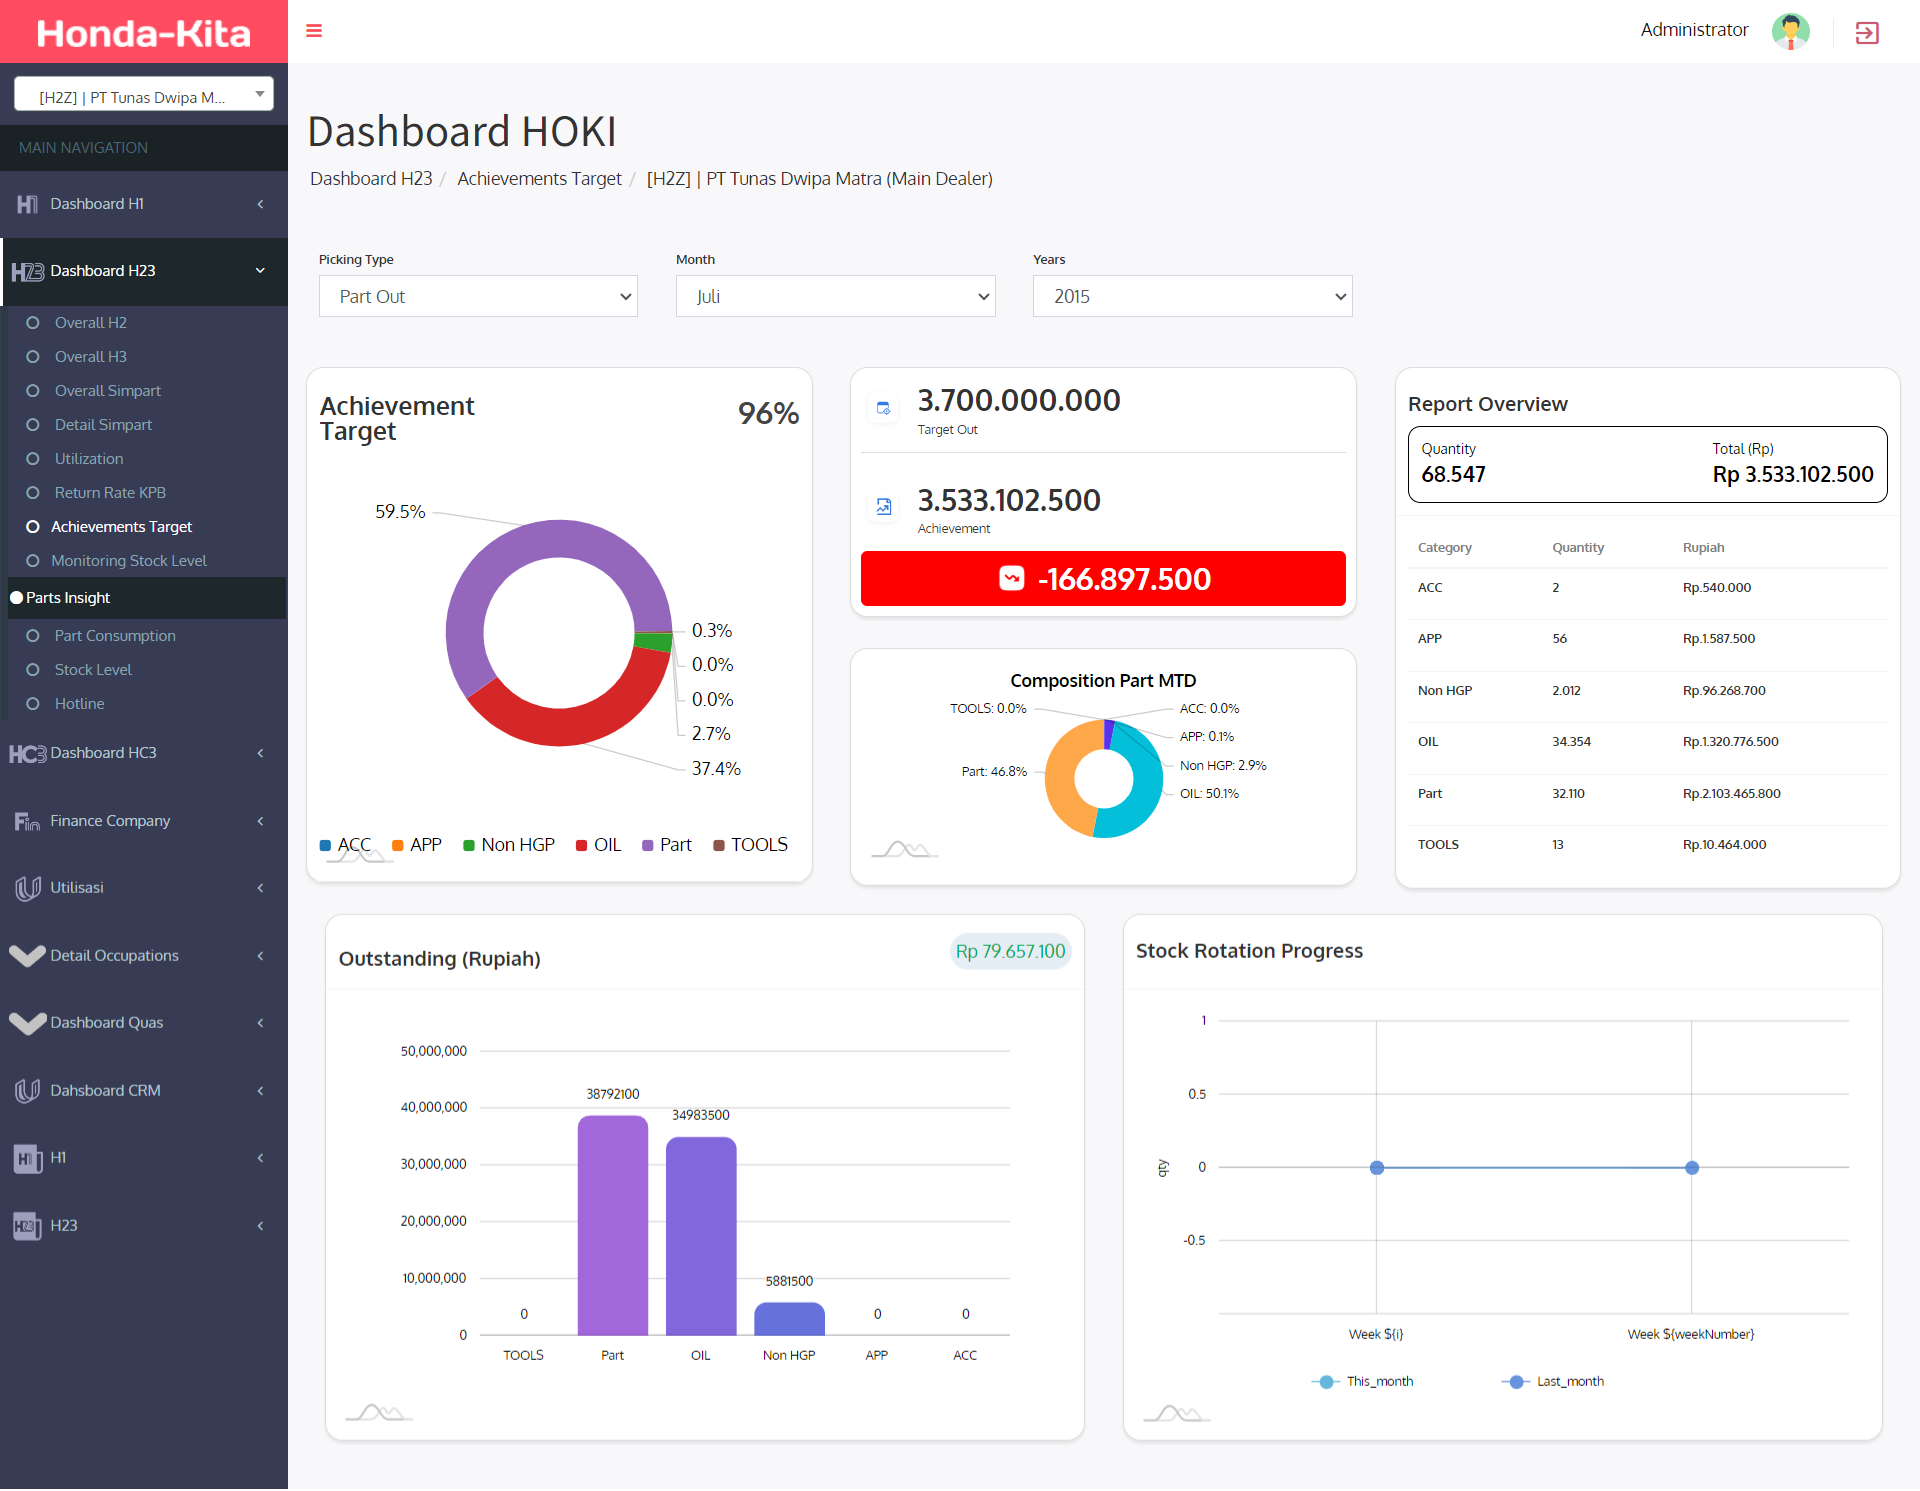 Honda-Kita
Administrator
[H2Z] | PT Tunas Dwipa M...
MAIN NAVIGATION
Dashboard H1
Dashboard H23
Overall H2
Overall H3
Overall Simpart
Detail Simpart
Utilization
Return Rate KPB
Achievements Target
Monitoring Stock Level
Parts Insight
Part Consumption
Stock Level
Hotline
HC3 Dashboard HC3
Fin Finance Company
Utilisasi
Detail Occupations
Dashboard Quas
Dahsboard CRM
H1
H23
Dashboard HOKI
Dashboard H23 / Achievements Target / [H2Z] | PT Tunas Dwipa Matra (Main Dealer)
Picking Type
Part Out
Month
Juli
Years
2015
Achievement
Target
96%
59.5%
0.3%
0.0%
0.0%
2.7%
37.4%
ACC APP Non HGP OIL Part TOOLS
3.700.000.000
Target Out
3.533.102.500
Achievement
-166.897.500
Composition Part MTD
TOOLS: 0.0%
ACC: 0.0%
APP: 0.1%
Part: 46.8%
Non HGP: 2.9%
OIL: 50.1%
Report Overview
Quantity Total (Rp)
68.547 Rp 3.533.102.500
Category Quantity Rupiah
ACC 2 Rp.540.000
APP 56 Rp.1.587.500
Non HGP 2.012 Rp.96.268.700
OIL 34.354 Rp.1.320.776.500
Part 32.110 Rp.2.103.465.800
TOOLS 13 Rp.10.464.000
Outstanding (Rupiah)
Rp 79.657.100
50,000,000
40,000,000
30,000,000
20,000,000
10,000,000
0
0
38792100
34983500
5881500
0
0
TOOLS Part OIL Non HGP APP ACC
Stock Rotation Progress
1
0.5
0
-0.5
qty
Week ${i} Week ${weekNumber}
This_month Last_month